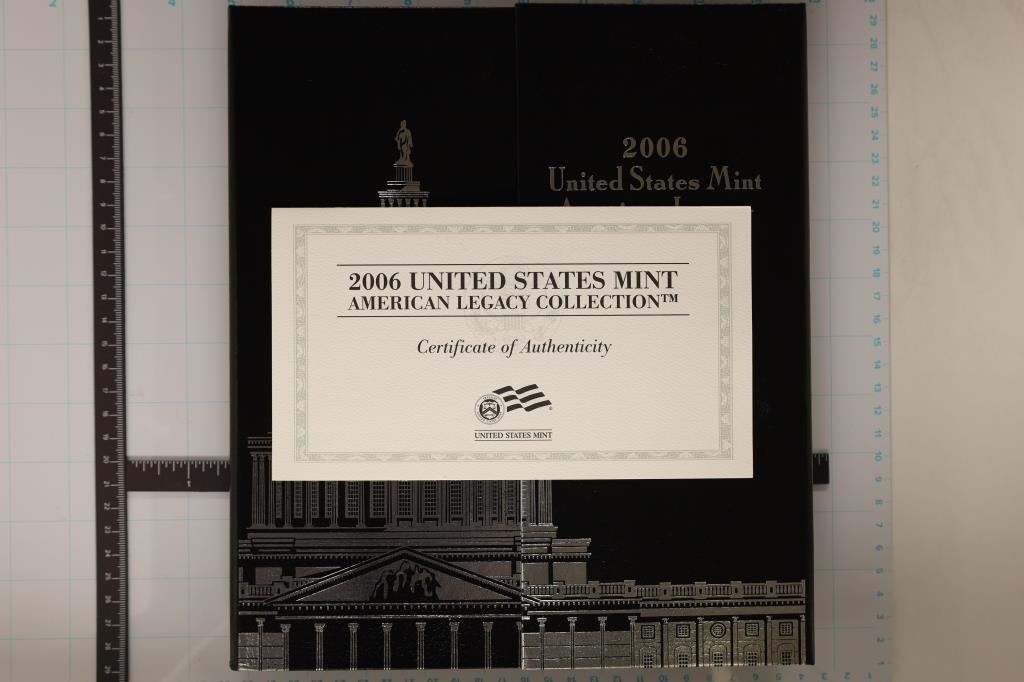 2006
United States Mint
2006 UNITED STATES MINT
AMERICAN LEGACY COLLECTION™
Certificate of Authenticity
UNITED STATES MINT